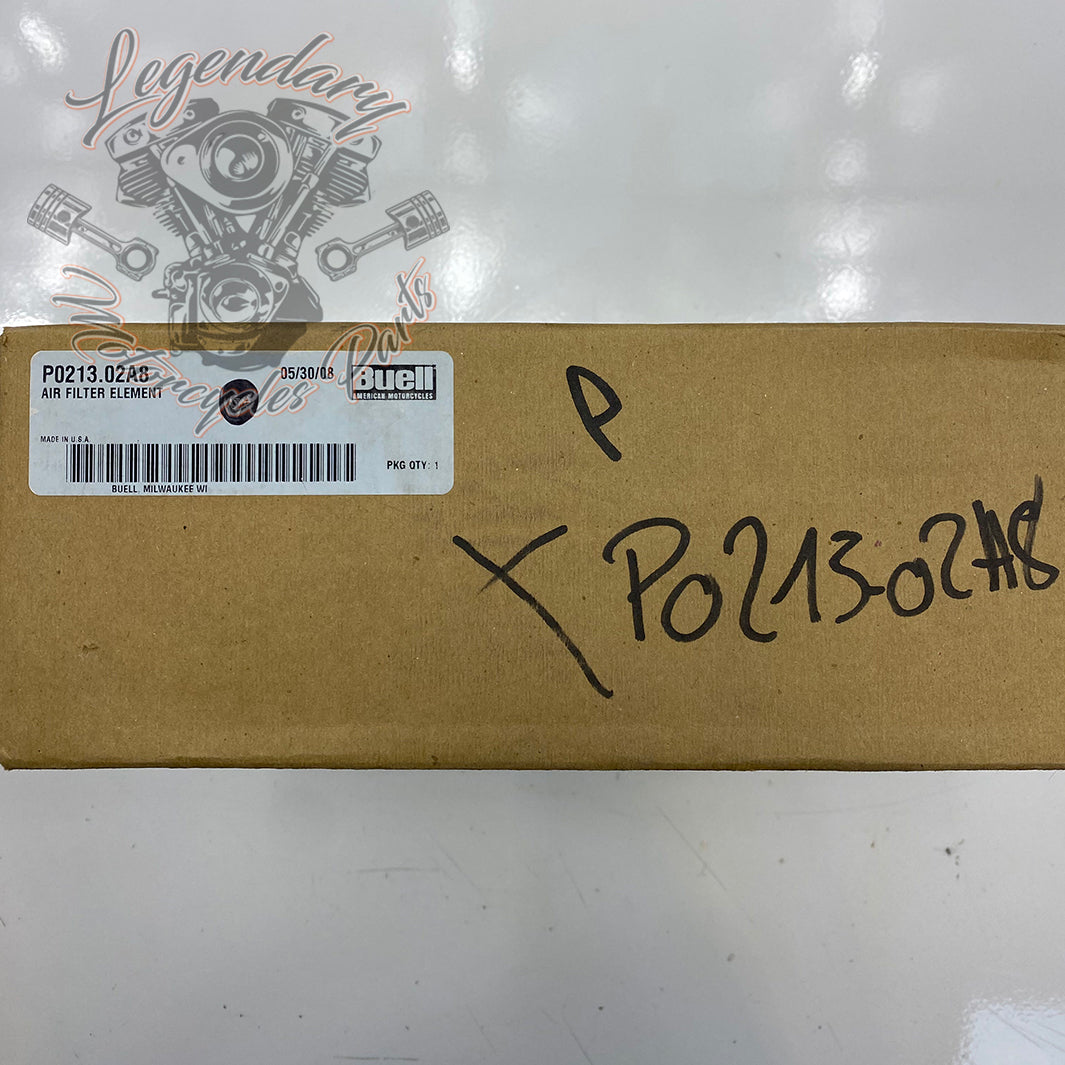 Legendary
Motorcycles Parts
P0213.02A8
05/30/08
Buell
AMERICAN MOTORCYCLES
AIR FILTER ELEMENT
MADE IN U.S.A.
PKG QTY: 1
BUELL, MILWAUKEE WI
P
P0213.02A8